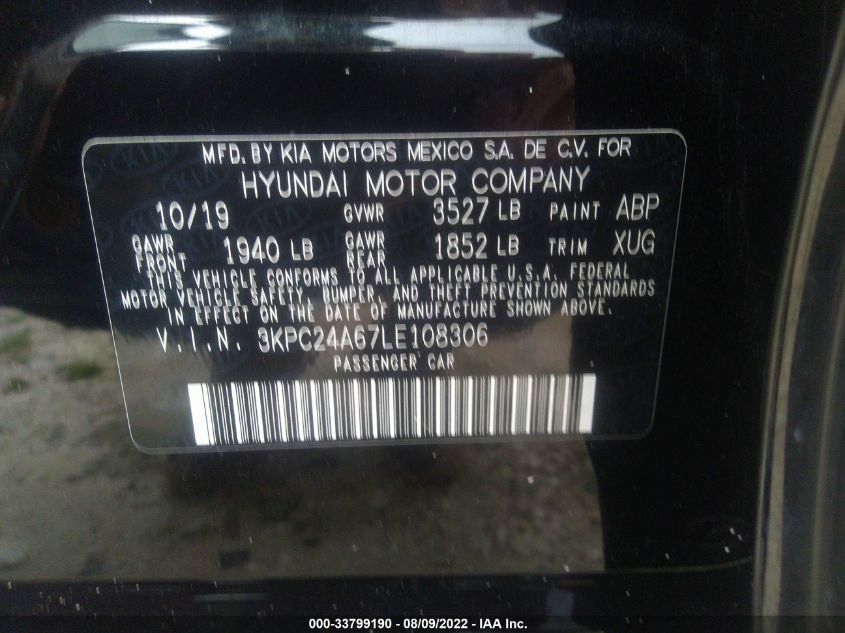 MFD. BY KIA MOTORS MEXICO S.A. DE C.V. FOR
HYUNDAI MOTOR COMPANY
10/19 GVWR 3527 LB PAINT ABP
GAWR FRONT 1940 LB GAWR REAR 1852 LB TRIM XUG
THIS VEHICLE CONFORMS TO ALL APPLICABLE U.S.A. FEDERAL
MOTOR VEHICLE SAFETY, BUMPER, AND THEFT PREVENTION STANDARDS
IN EFFECT ON THE DATE OF MANUFACTURE SHOWN ABOVE.
V.I.N. 3KPC24A67LE108306
PASSENGER CAR
000-33799190 - 08/09/2022 - IAA Inc.